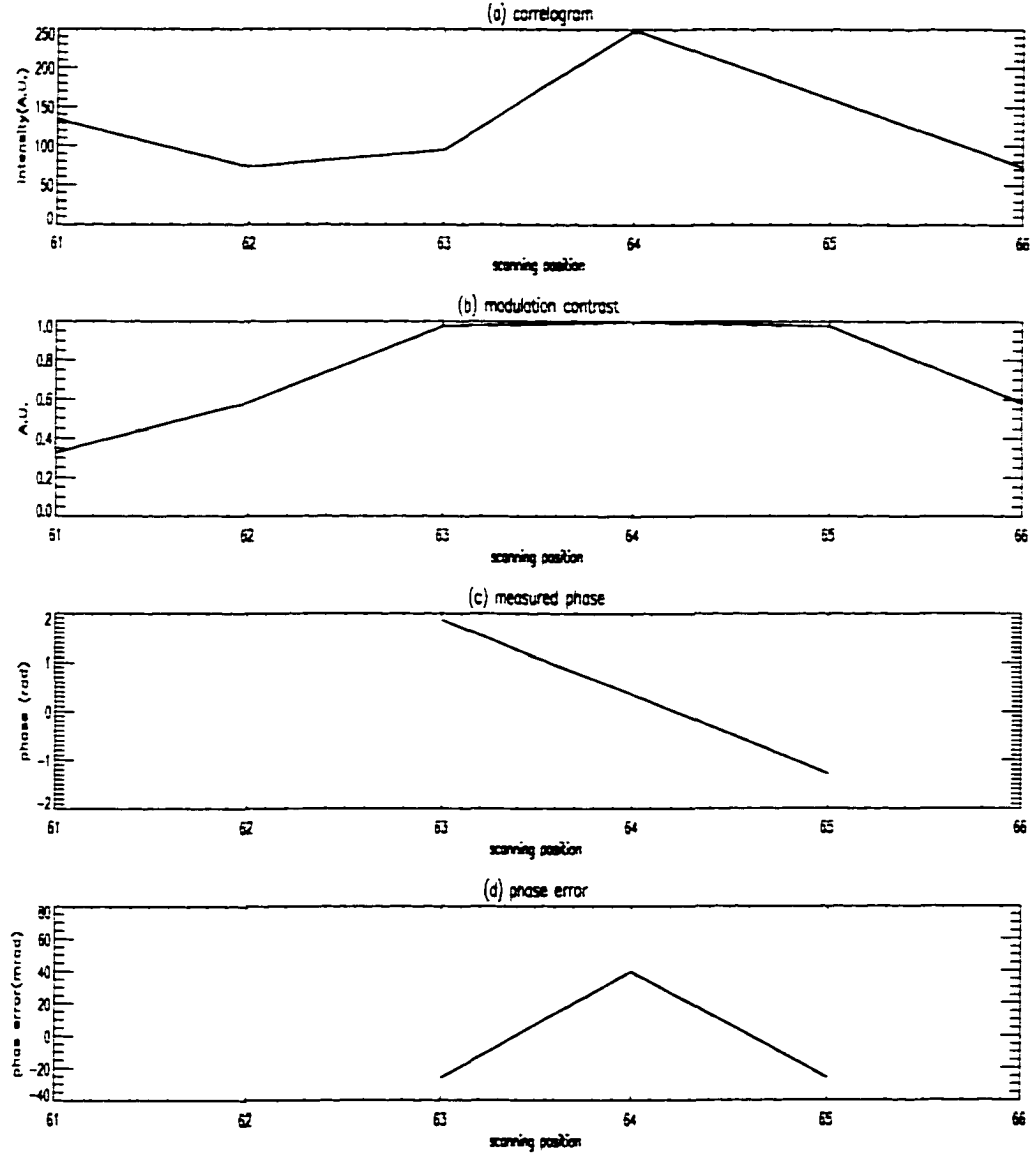 (a) correlogram
250
200
150
100
50
0
Intensity(A.U.)
61 62 63 64 65 66
scanning position
(b) modulation contrast
1.0
0.8
0.6
0.4
0.2
0.0
A.U.
61 62 63 64 65 66
scanning position
(c) measured phase
2
1
0
-1
-2
phase (rad)
61 62 63 64 65 66
scanning position
(d) phase error
80
60
40
20
0
-20
-40
phase error(mrad)
61 62 63 64 65 66
scanning position